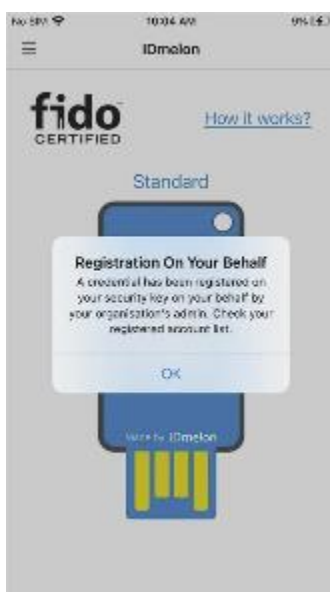 No SIM 10:04 AM 9%
IDmelon
fido
CERTIFIED
How it works?
Standard
Registration On Your Behalf
A credential has been registered on
your security key on your behalf by
your organisation's admin. Check your
registered account list.
OK
Made by IDmelon